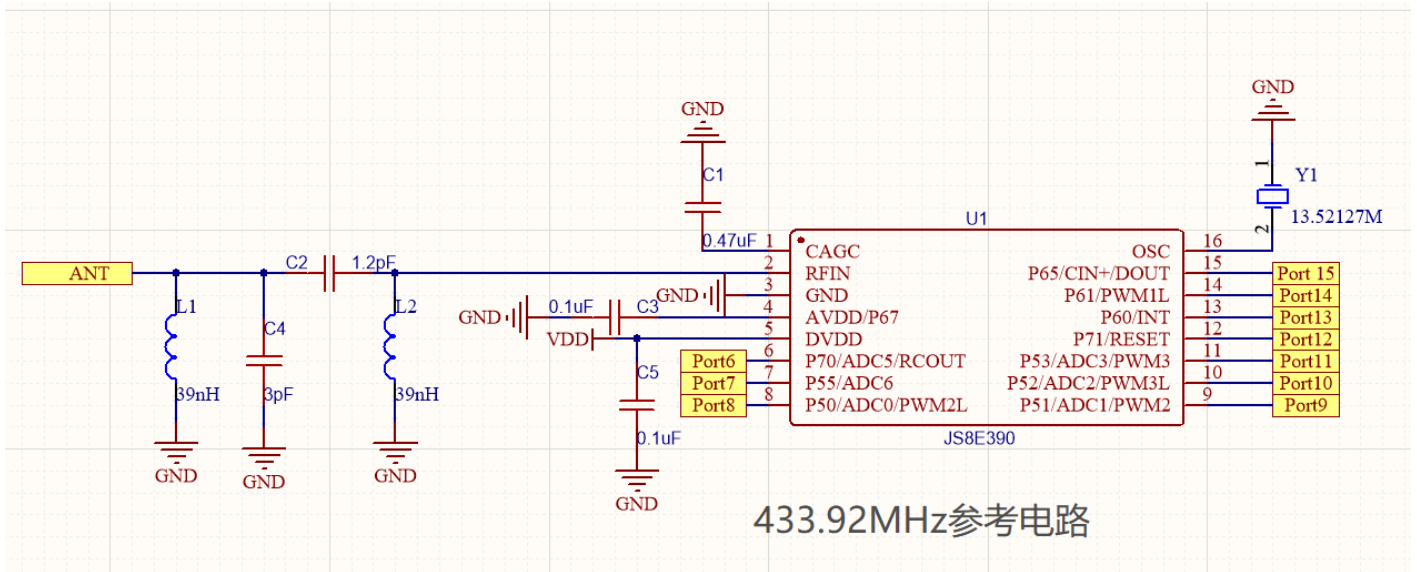 GND
GND
C1
1
Y1
2
13.52127M
U1
0.47uF
1
CAGC
OSC
16
ANT
C2
1.2pF
2
RFIN
P65/CIN+/DOUT
15
Port 15
GND
3
GND
P61/PWM1L
14
Port14
L1
L2
GND
0.1uF
C3
4
AVDD/P67
P60/INT
13
Port13
C4
VDD
5
DVDD
P71/RESET
12
Port12
Port6
6
P70/ADC5/RCOUT
P53/ADC3/PWM3
11
Port11
C5
Port7
7
P55/ADC6
P52/ADC2/PWM3L
10
Port10
39nH
3pF
39nH
Port8
8
P50/ADC0/PWM2L
P51/ADC1/PWM2
9
Port9
0.1uF
JS8E390
GND
GND
GND
GND
433.92MHz参考电路